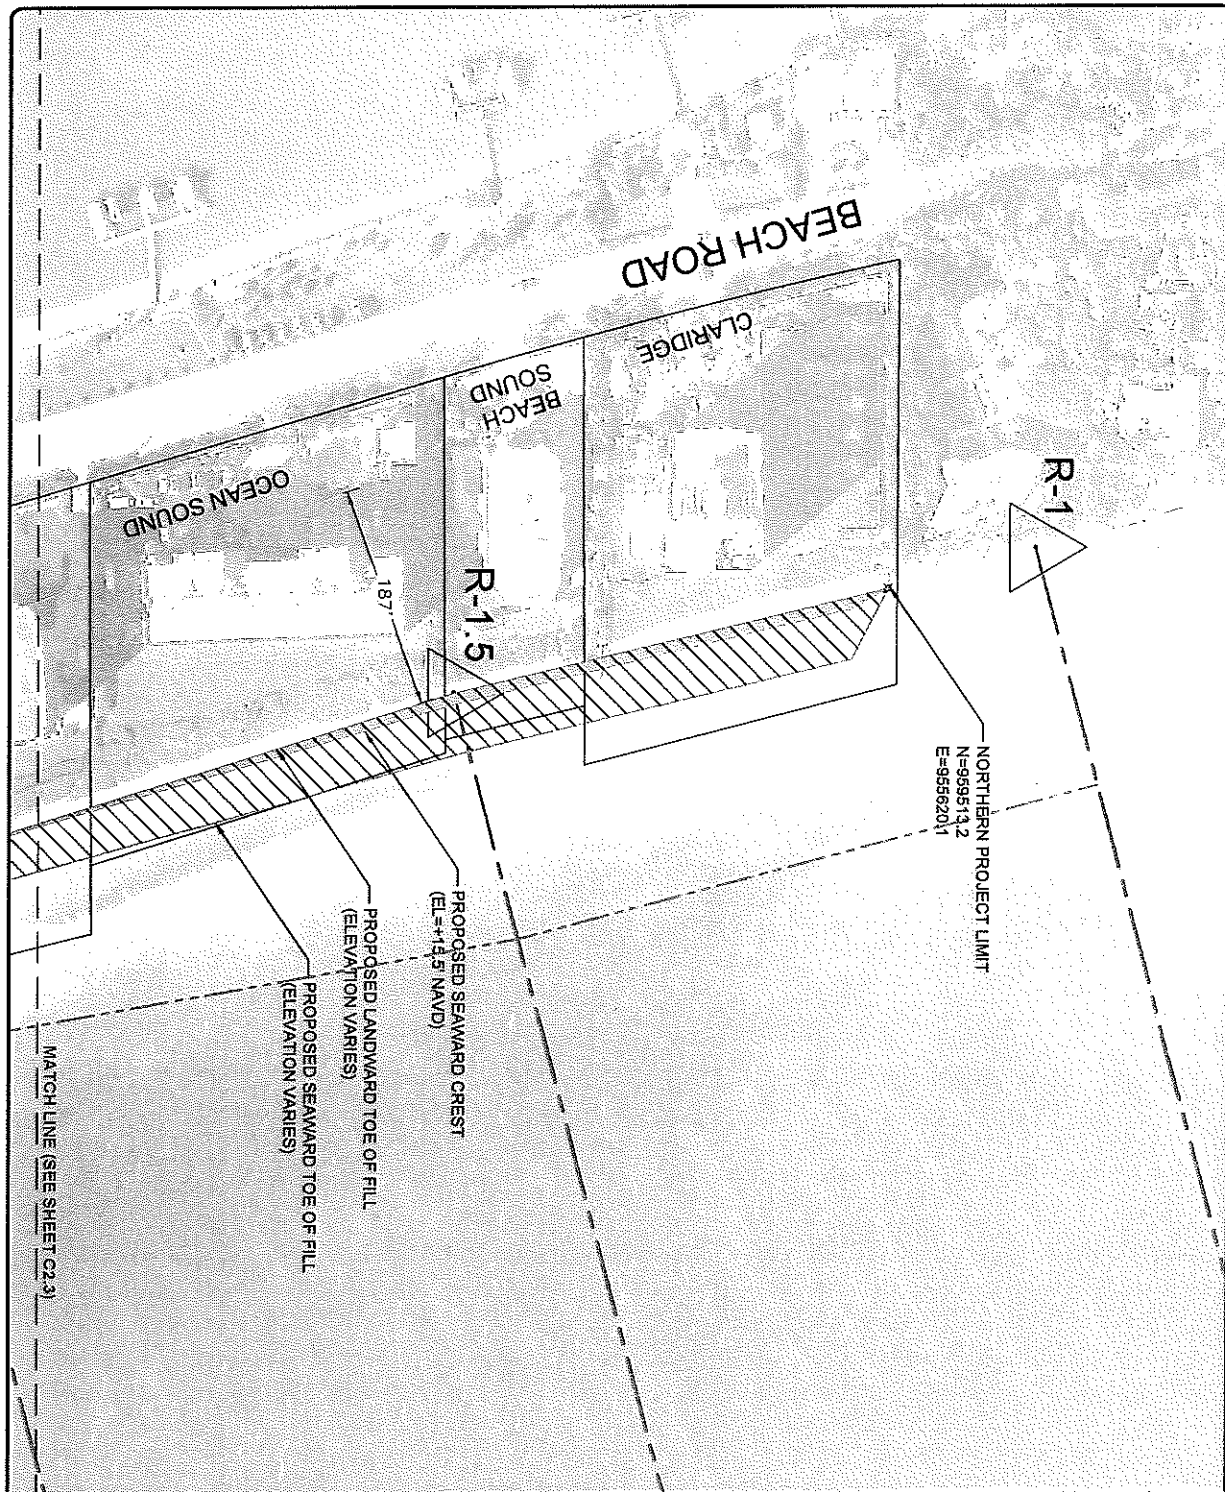 BEACH ROAD
CLARIDGE
BEACH
SOUND
OCEAN SOUND
R-1
R-1.5
187'
NORTHERN PROJECT LIMIT
N=959513.2
E=955620.1
PROPOSED SEAWARD CREST
(EL=+15.5' NAVD)
PROPOSED LANDWARD TOE OF FILL
(ELEVATION VARIES)
PROPOSED SEAWARD TOE OF FILL
(ELEVATION VARIES)
MATCH LINE (SEE SHEET C2.3)